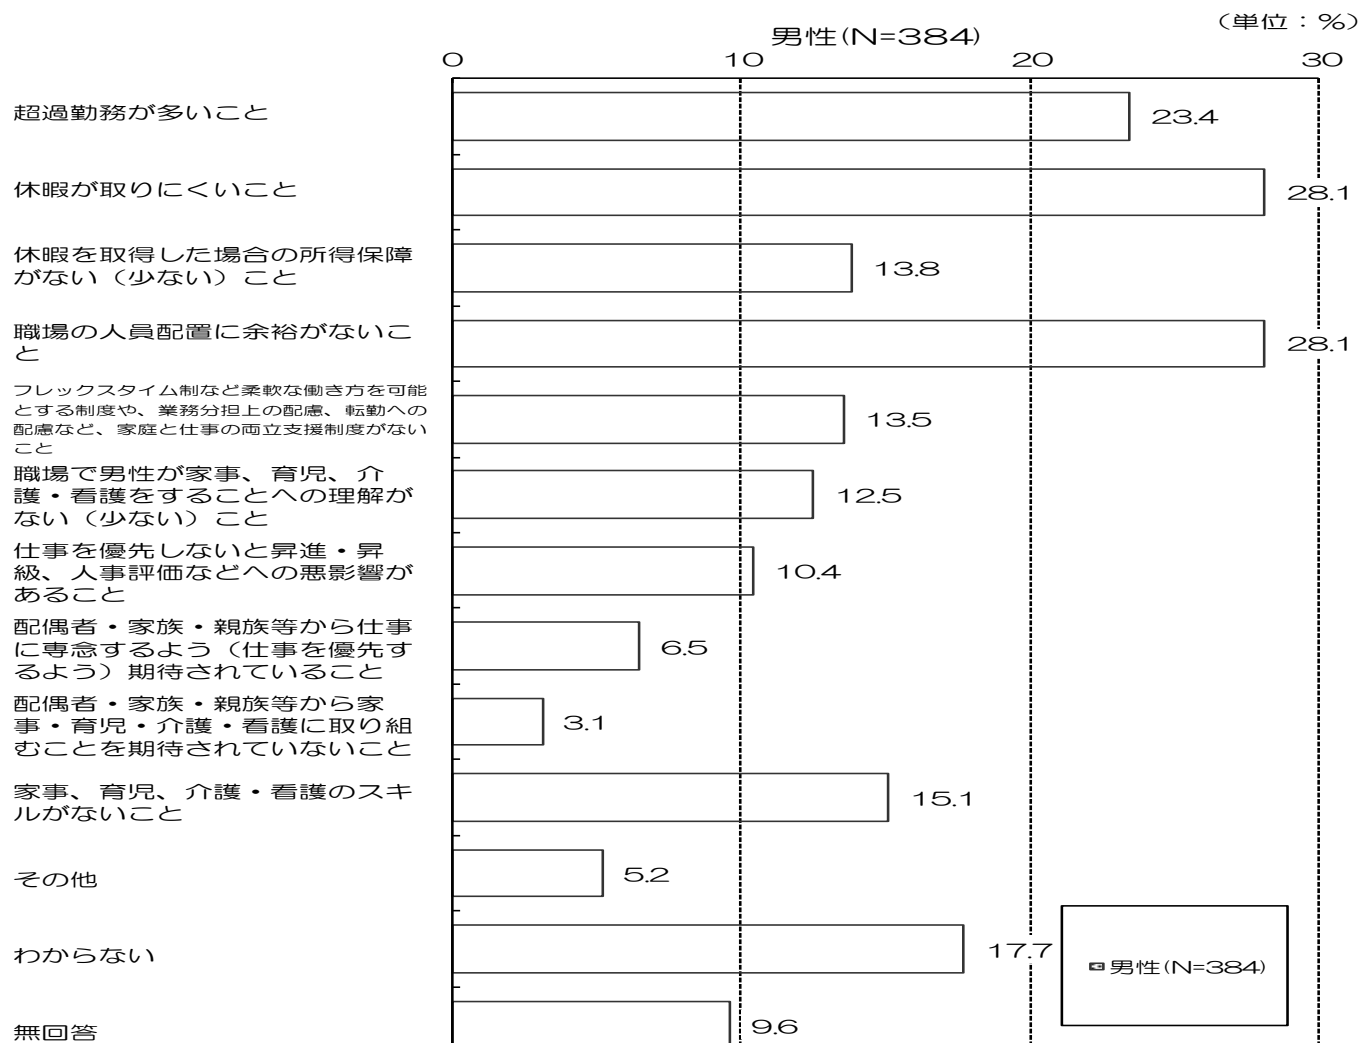 (単位：%)
男性(N=384)
0 10 20 30
超過勤務が多いこと
23.4
休暇が取りにくいこと
28.1
休暇を取得した場合の所得保障
がない（少ない）こと
13.8
職場の人員配置に余裕がないこ
と
28.1
フレックスタイム制など柔軟な働き方を可能
とする制度や、業務分担上の配慮、転勤への
配慮など、家庭と仕事の両立支援制度がない
こと
13.5
職場で男性が家事、育児、介
護・看護をすることへの理解が
ない（少ない）こと
12.5
仕事を優先しないと昇進・昇
級、人事評価などへの悪影響が
あること
10.4
配偶者・家族・親族等から仕事
に専念するよう（仕事を優先す
るよう）期待されていること
6.5
配偶者・家族・親族等から家
事・育児・介護・看護に取り組
むことを期待されていないこと
3.1
家事、育児、介護・看護のスキ
ルがないこと
15.1
その他
5.2
わからない
17.7
男性(N=384)
無回答
9.6